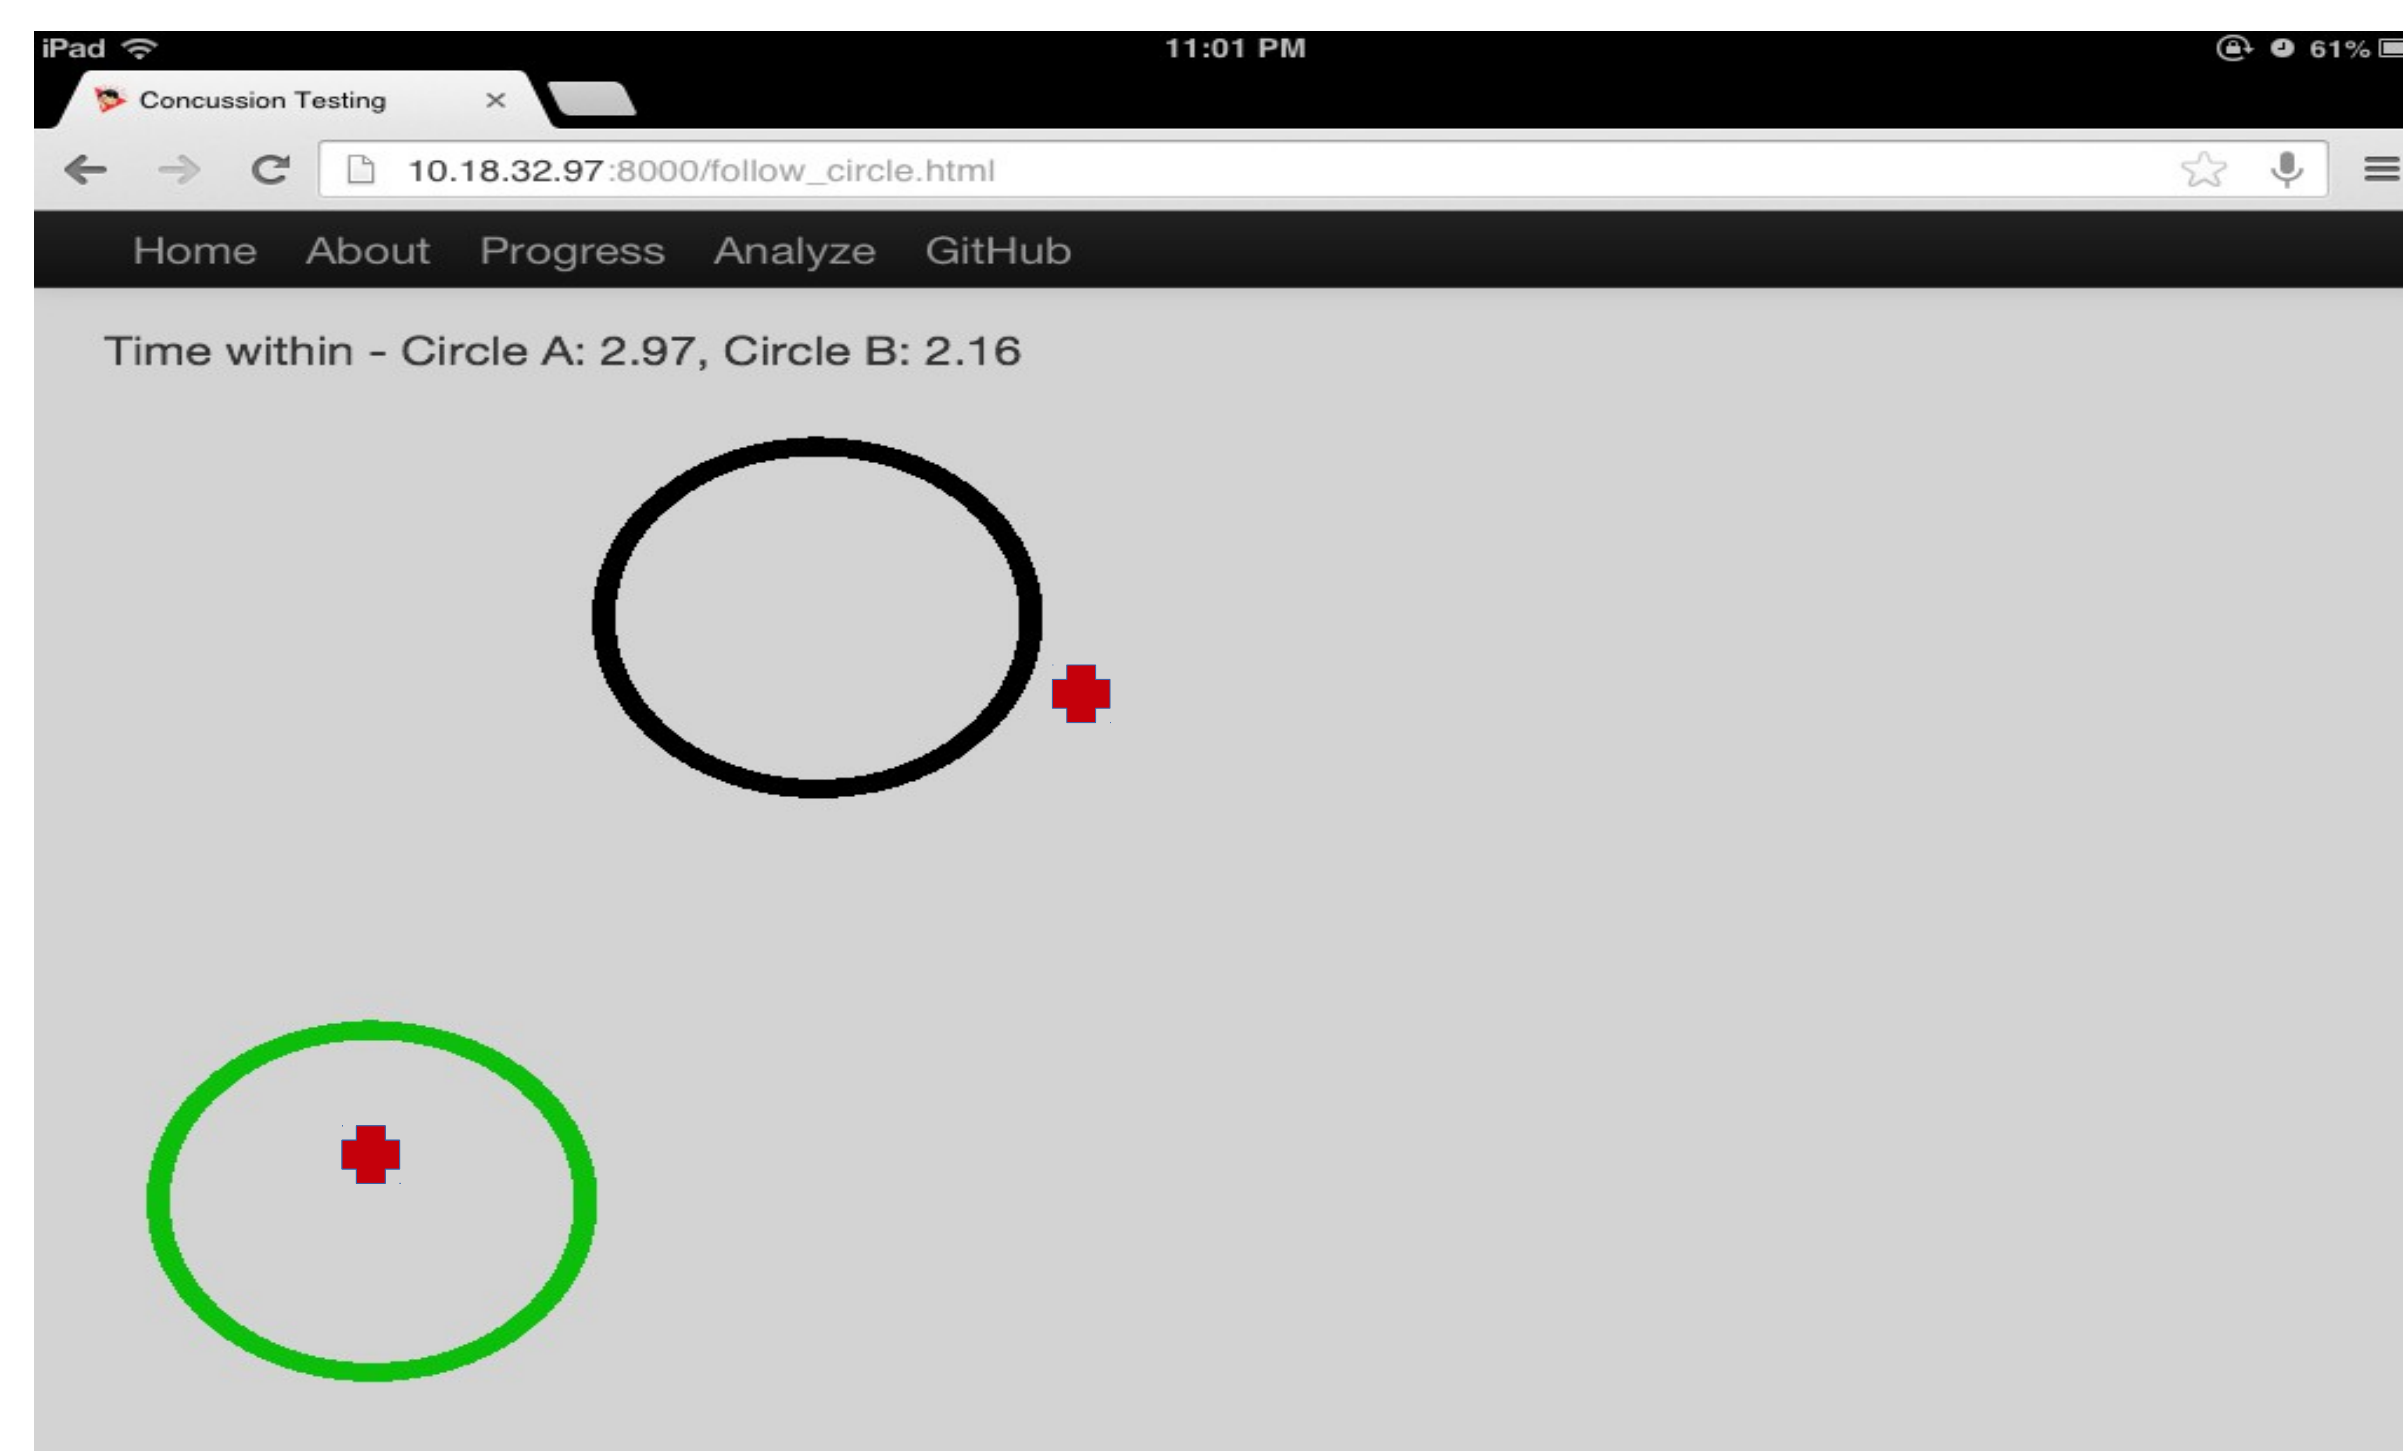 iPad 11:01 PM 61%
Concussion Testing
10.18.32.97:8000/follow_circle.html
Home About Progress Analyze GitHub
Time within - Circle A: 2.97, Circle B: 2.16